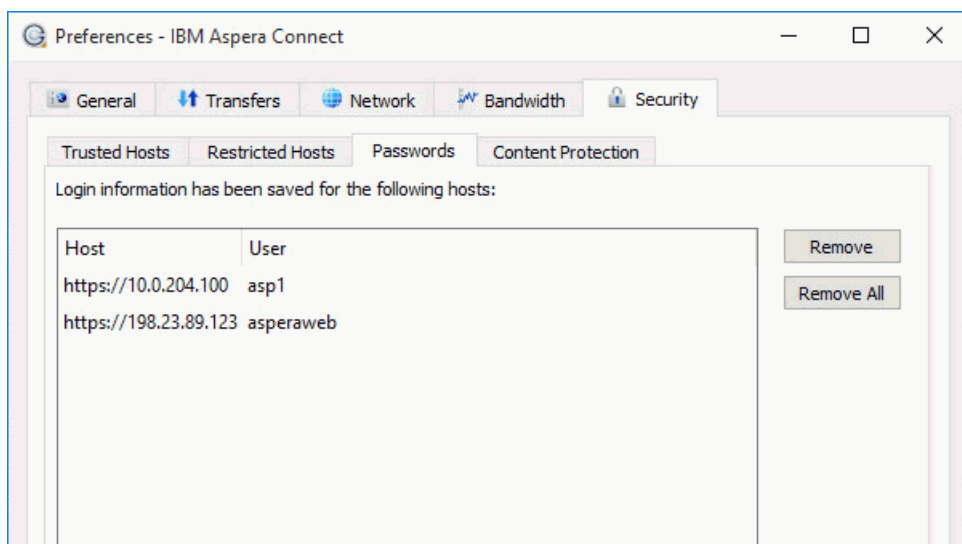 Preferences - IBM Aspera Connect
General Transfers Network Bandwidth Security
Trusted Hosts Restricted Hosts Passwords Content Protection
Login information has been saved for the following hosts:
Host User
https://10.0.204.100 asp1
https://198.23.89.123 asperaweb
Remove
Remove All